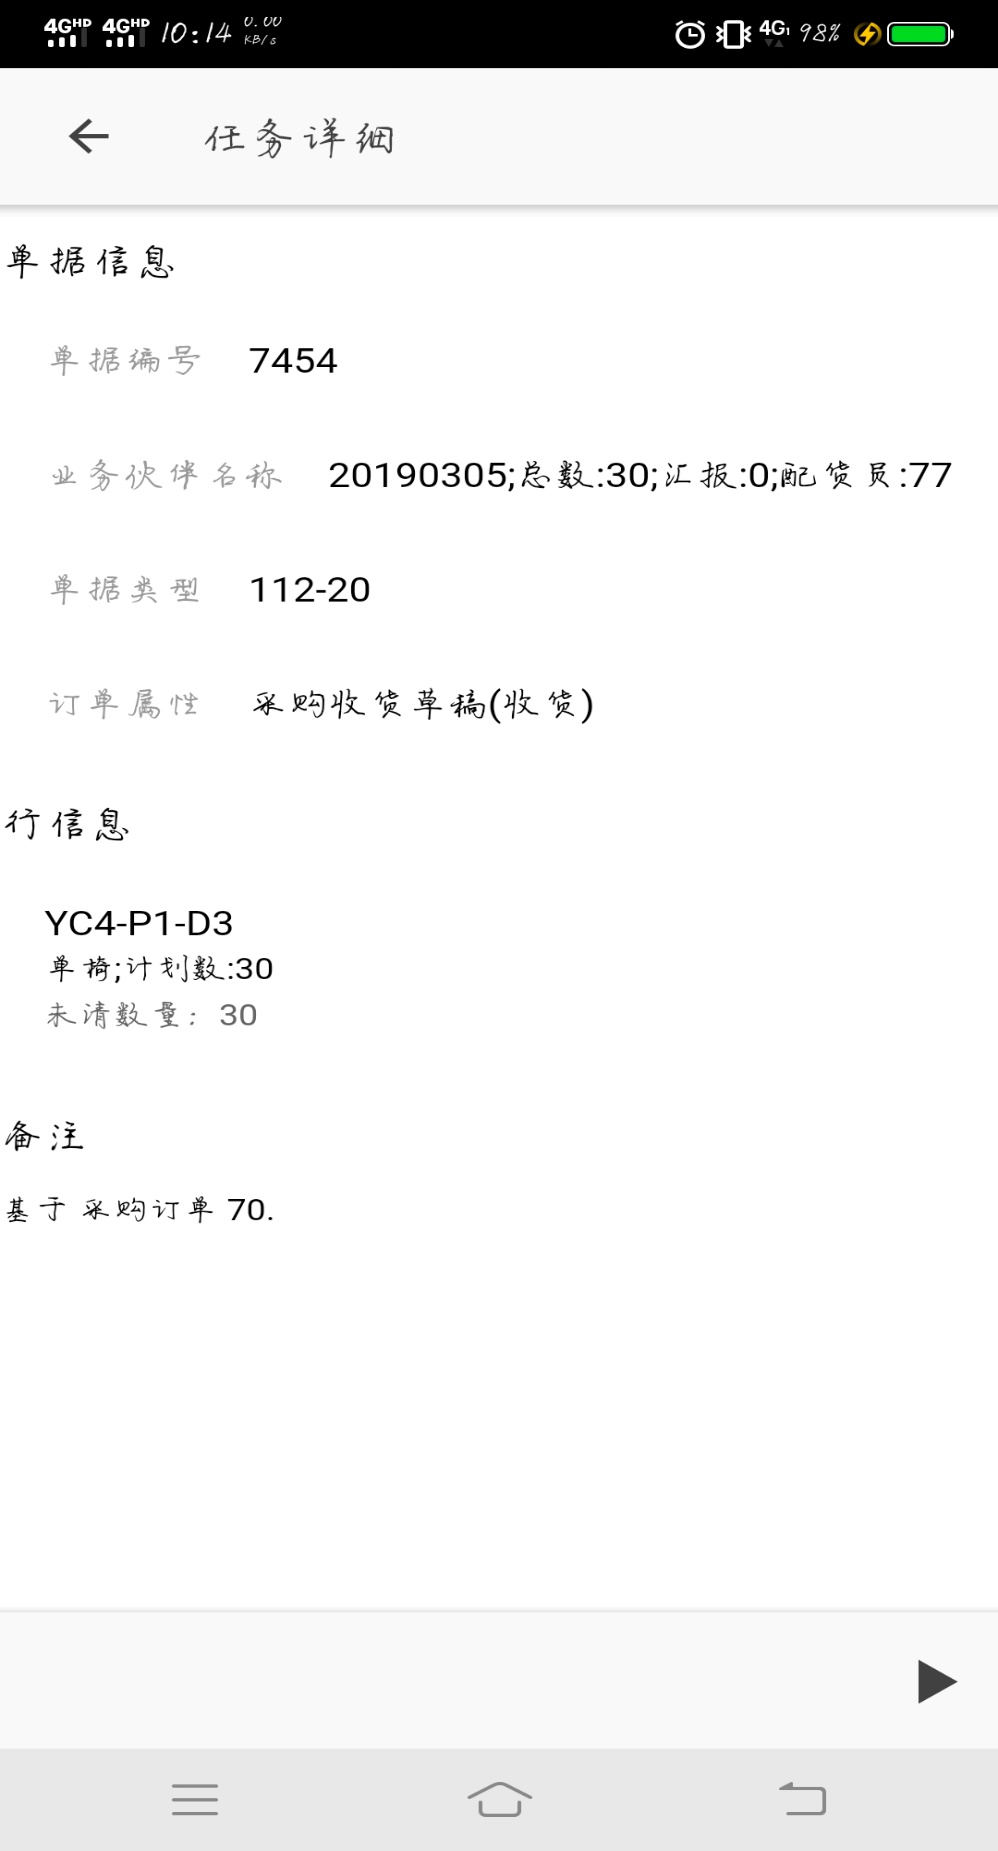 4GHD 4GHD 10:14 0.00 KB/s 4G1 98%
任务详细
单据信息
单据编号 7454
业务伙伴名称 20190305;总数:30;汇报:0;配货员:77
单据类型 112-20
订单属性 采购收货草稿(收货)
行信息
YC4-P1-D3
单椅;计划数:30
未清数量: 30
备注
基于 采购订单 70.